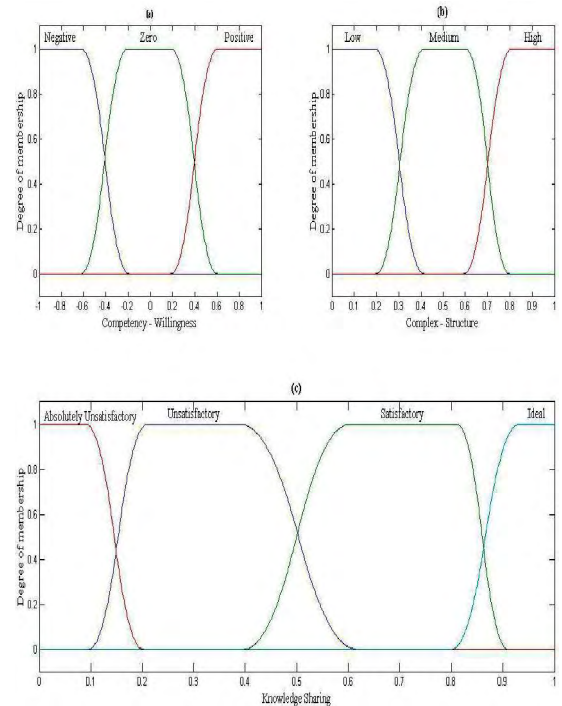 (a)
Negative Zero Positive
1
0.8
0.6
0.4
0.2
0
Degree of membership
-1 -0.8 -0.6 -0.4 -0.2 0 0.2 0.4 0.6 0.8 1
Competency - Willingness
(b)
Low Medium High
1
0.8
0.6
0.4
0.2
0
Degree of membership
0 0.1 0.2 0.3 0.4 0.5 0.6 0.7 0.8 0.9 1
Complex - Structure
(c)
Absolutely Unsatisfactory Unsatisfactory Satisfactory Ideal
1
0.8
0.6
0.4
0.2
0
Degree of membership
0 0.1 0.2 0.3 0.4 0.5 0.6 0.7 0.8 0.9 1
Knowledge Sharing